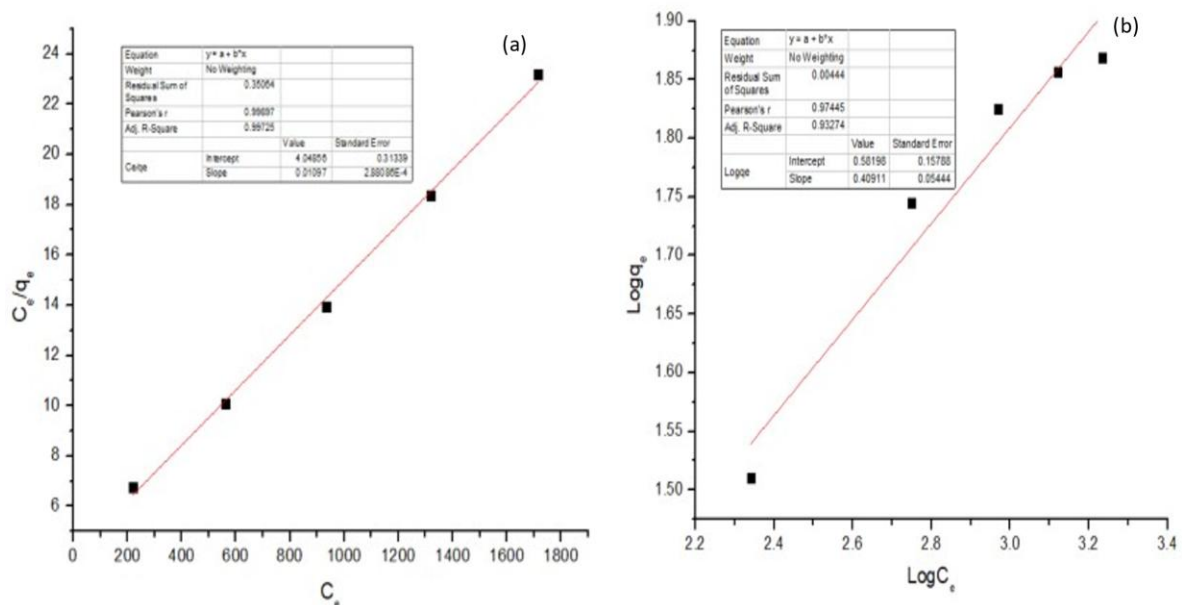 (a)
Equation y = a + b*x
Weight No Weighting
Residual Sum of Squares 0.35064
Pearson's r 0.99897
Adj. R-Square 0.99725
Value Standard Error
Ce/qe Intercept 4.04856 0.31339
Slope 0.01097 2.88086E-4
24
22
20
18
16
14
12
10
8
6
C_e/q_e
0 200 400 600 800 1000 1200 1400 1600 1800
C_e
(b)
Equation y = a + b*x
Weight No Weighting
Residual Sum of Squares 0.00444
Pearson's r 0.97445
Adj. R-Square 0.93274
Value Standard Error
Logqe Intercept 0.58198 0.15788
Slope 0.40911 0.05444
1.90
1.85
1.80
1.75
1.70
1.65
1.60
1.55
1.50
Logq_e
2.2 2.4 2.6 2.8 3.0 3.2 3.4
LogC_e